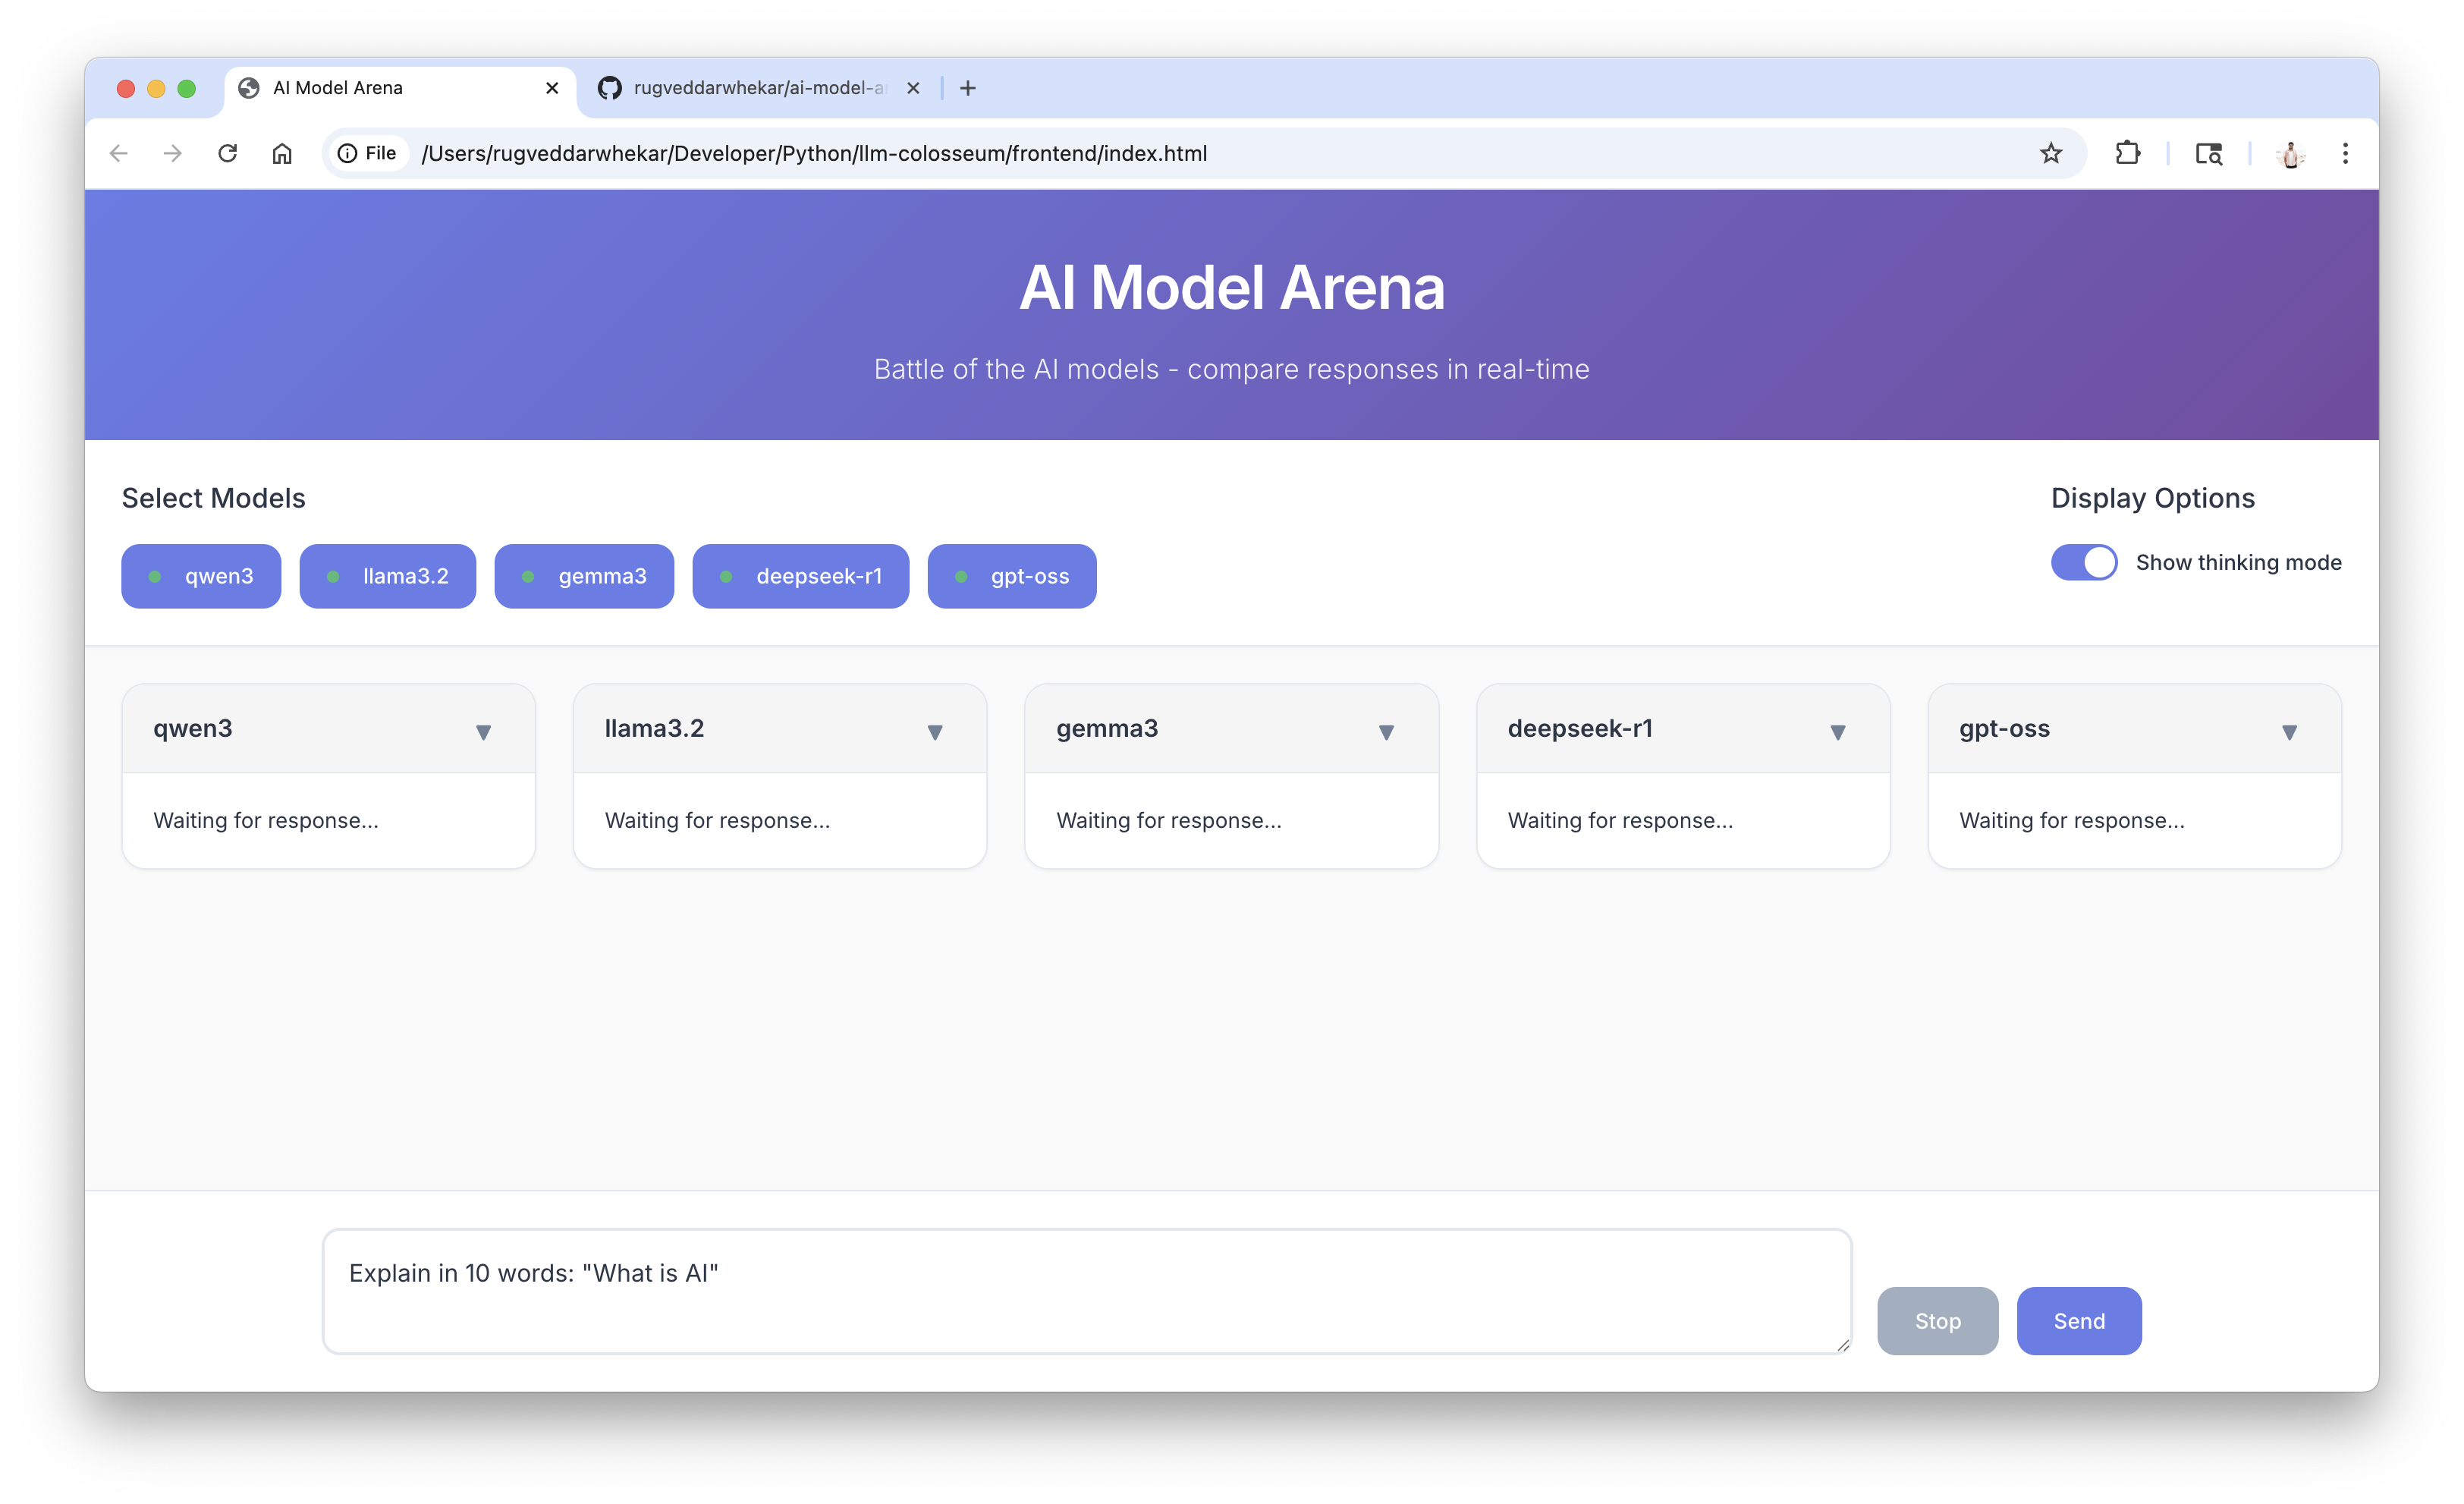 AI Model Arena
rugveddarwhekar/ai-model-a
File
/Users/rugveddarwhekar/Developer/Python/llm-colosseum/frontend/index.html
AI Model Arena
Battle of the AI models - compare responses in real-time
Select Models
Display Options
qwen3
llama3.2
gemma3
deepseek-r1
gpt-oss
Show thinking mode
qwen3
llama3.2
gemma3
deepseek-r1
gpt-oss
Waiting for response...
Waiting for response...
Waiting for response...
Waiting for response...
Waiting for response...
Explain in 10 words: "What is AI"
Stop
Send